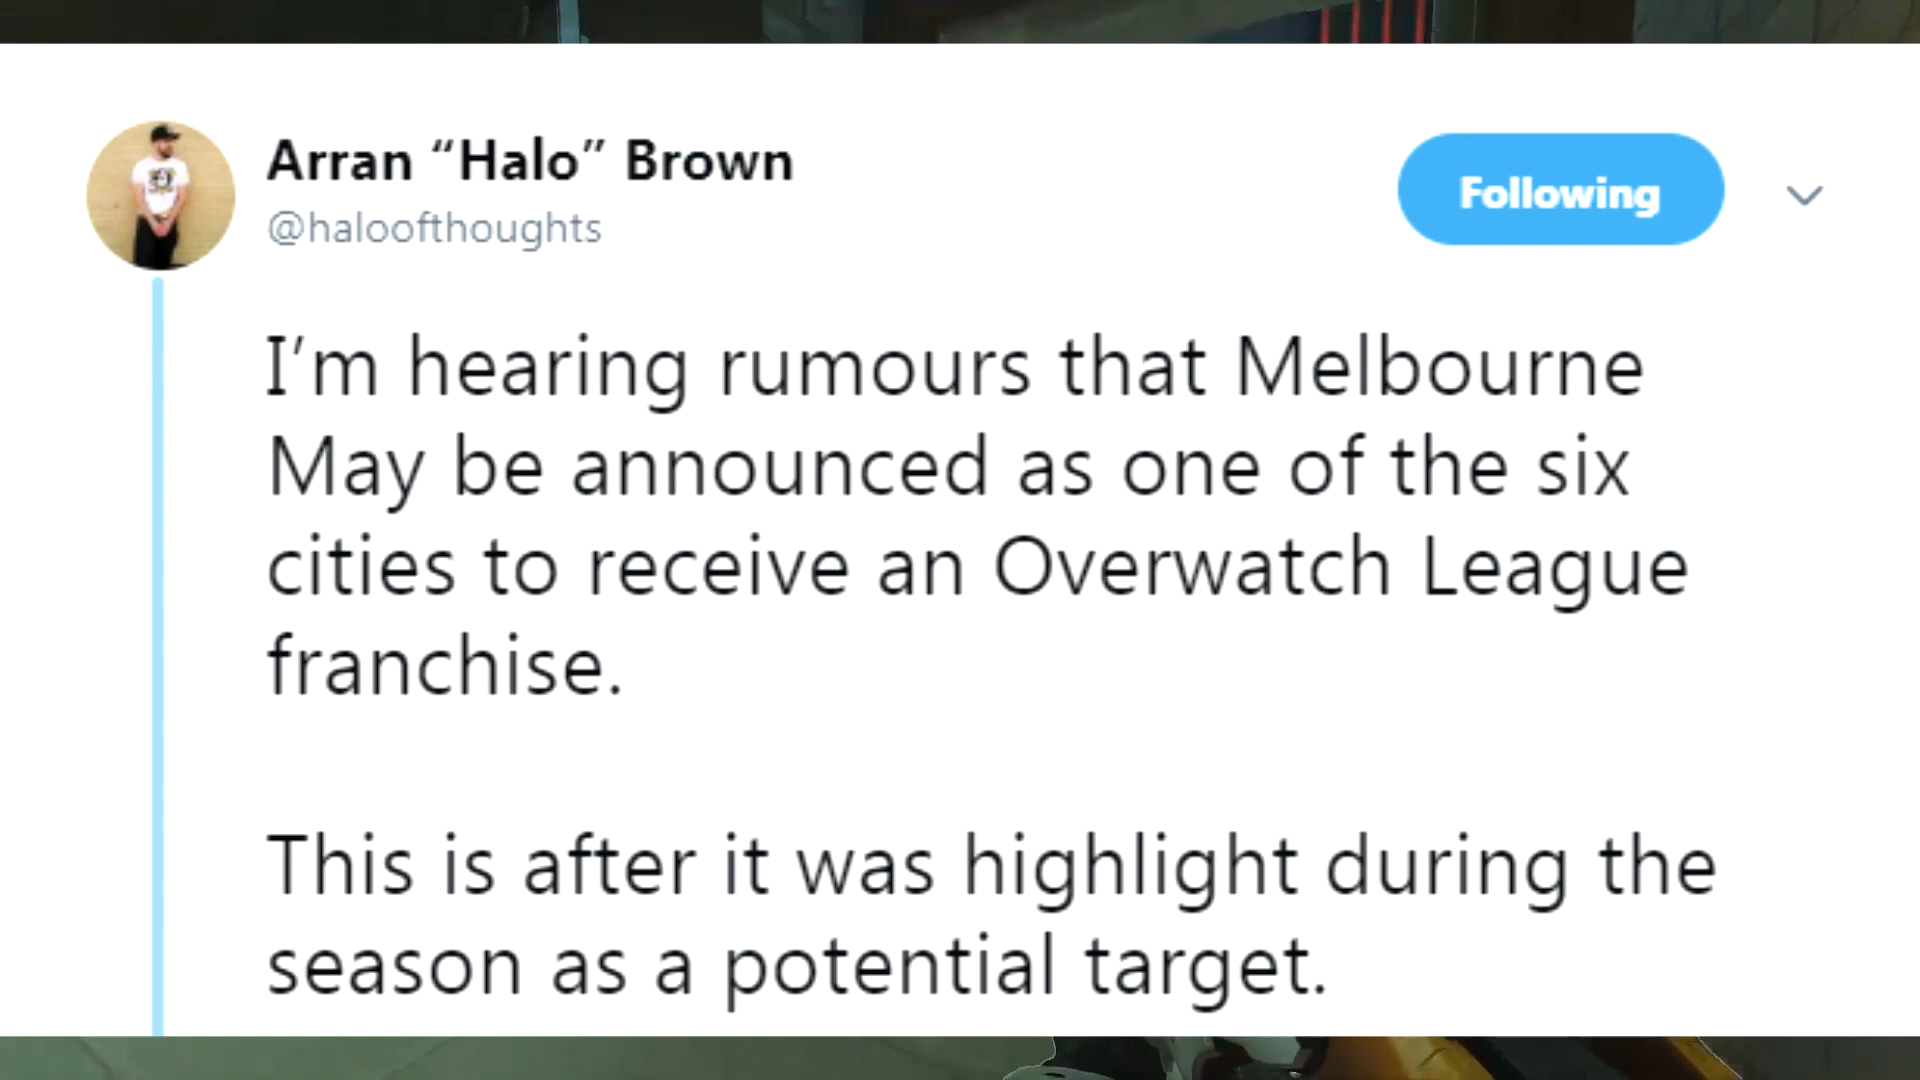 Arran “Halo” Brown
@haloofthoughts
Following
I’m hearing rumours that Melbourne
May be announced as one of the six
cities to receive an Overwatch League
franchise.
This is after it was highlight during the
season as a potential target.